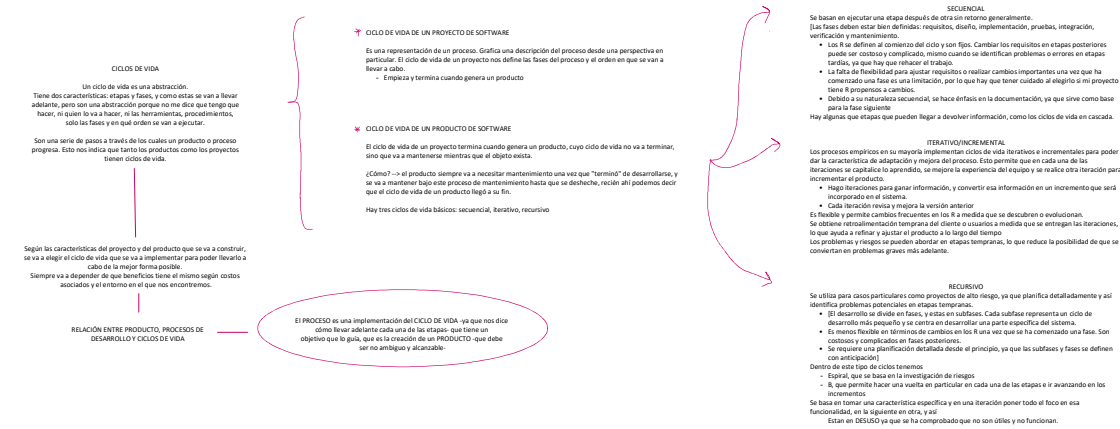 CICLOS DE VIDA
Un ciclo de vida es una abstracción.
Tiene dos características: etapas y fases, y como estas se van a llevar
adelante, pero son una abstracción porque no me dice que tengo que
hacer, ni quien lo va a hacer, ni las herramientas, procedimientos,
solo las fases y en qué orden se van a ejecutar.
Son una serie de pasos a través de los cuales un producto o proceso
progresa. Esto nos indica que tanto los productos como los proyectos
tienen ciclos de vida.
Según las características del proyecto y del producto que se va a construir,
se va a elegir el ciclo de vida que se va a implementar para poder llevarlo a
cabo de la mejor forma posible.
Siempre va a depender de que beneficios tiene el mismo según costos
asociados y el entorno en el que nos encontremos.
RELACIÓN ENTRE PRODUCTO, PROCESOS DE
DESARROLLO Y CICLOS DE VIDA
El PROCESO es una implementación del CICLO DE VIDA -ya que nos dice
cómo llevar adelante cada una de las etapas- que tiene un
objetivo que lo guía, que es la creación de un PRODUCTO -que debe
ser no ambiguo y alcanzable-
CICLO DE VIDA DE UN PROYECTO DE SOFTWARE
Es una representación de un proceso. Grafica una descripción del proceso desde una perspectiva en
particular. El ciclo de vida de un proyecto nos define las fases del proceso y el orden en que se van a
llevar a cabo.
- Empieza y termina cuando genera un producto
CICLO DE VIDA DE UN PRODUCTO DE SOFTWARE
El ciclo de vida de un proyecto termina cuando genera un producto, cuyo ciclo de vida no va a terminar,
sino que va a mantenerse mientras que el objeto exista.
¿Cómo? --> el producto siempre va a necesitar mantenimiento una vez que "terminó" de desarrollarse, y
se va a mantener bajo este proceso de mantenimiento hasta que se desheche, recién ahí podemos decir
que el ciclo de vida de un producto llegó a su fin.
Hay tres ciclos de vida básicos: secuencial, iterativo, recursivo
SECUENCIAL
Se basan en ejecutar una etapa después de otra sin retorno generalmente.
[Las fases deben estar bien definidas: requisitos, diseño, implementación, pruebas, integración,
verificación y mantenimiento.
• Los R se definen al comienzo del ciclo y son fijos. Cambiar los requisitos en etapas posteriores
puede ser costoso y complicado, mismo cuando se identifican problemas o errores en etapas
tardías, ya que hay que rehacer el trabajo.
• La falta de flexibilidad para ajustar requisitos o realizar cambios importantes una vez que ha
comenzado una fase es una limitación, por lo que hay que tener cuidado al elegirlo si mi proyecto
tiene R propensos a cambios.
• Debido a su naturaleza secuencial, se hace énfasis en la documentación, ya que sirve como base
para la fase siguiente
Hay algunas que etapas que pueden llegar a devolver información, como los ciclos de vida en cascada.
ITERATIVO/INCREMENTAL
Los procesos empíricos en su mayoría implementan ciclos de vida iterativos e incrementales para poder
dar la característica de adaptación y mejora del proceso. Esto permite que en cada una de las
iteraciones se capitalice lo aprendido, se mejore la experiencia del equipo y se realice otra iteración para
incrementar el producto.
• Hago iteraciones para ganar información, y convertir esa información en un incremento que será
incorporado en el sistema.
• Cada iteración revisa y mejora la versión anterior
Es flexible y permite cambios frecuentes en los R a medida que se descubren o evolucionan.
Se obtiene retroalimentación temprana del cliente o usuarios a medida que se entregan las iteraciones,
lo que ayuda a refinar y ajustar el producto a lo largo del tiempo
Los problemas y riesgos se pueden abordar en etapas tempranas, lo que reduce la posibilidad de que se
conviertan en problemas graves más adelante.
RECURSIVO
Se utiliza para casos particulares como proyectos de alto riesgo, ya que planifica detalladamente y así
identifica problemas potenciales en etapas tempranas.
• [El desarrollo se divide en fases, y estas en subfases. Cada subfase representa un ciclo de
desarrollo más pequeño y se centra en desarrollar una parte específica del sistema.
• Es menos flexible en términos de cambios en los R una vez que se ha comenzado una fase. Son
costosos y complicados en fases posteriores.
• Se requiere una planificación detallada desde el principio, ya que las subfases y fases se definen
con anticipación]
Dentro de este tipo de ciclos tenemos
- Espiral, que se basa en la investigación de riesgos
- B, que permite hacer una vuelta en particular en cada una de las etapas e ir avanzando en los
incrementos
Se basa en tomar una característica específica y en una iteración poner todo el foco en esa
funcionalidad, en la siguiente en otra, y así
Estan en DESUSO ya que se ha comprobado que no son útiles y no funcionan.